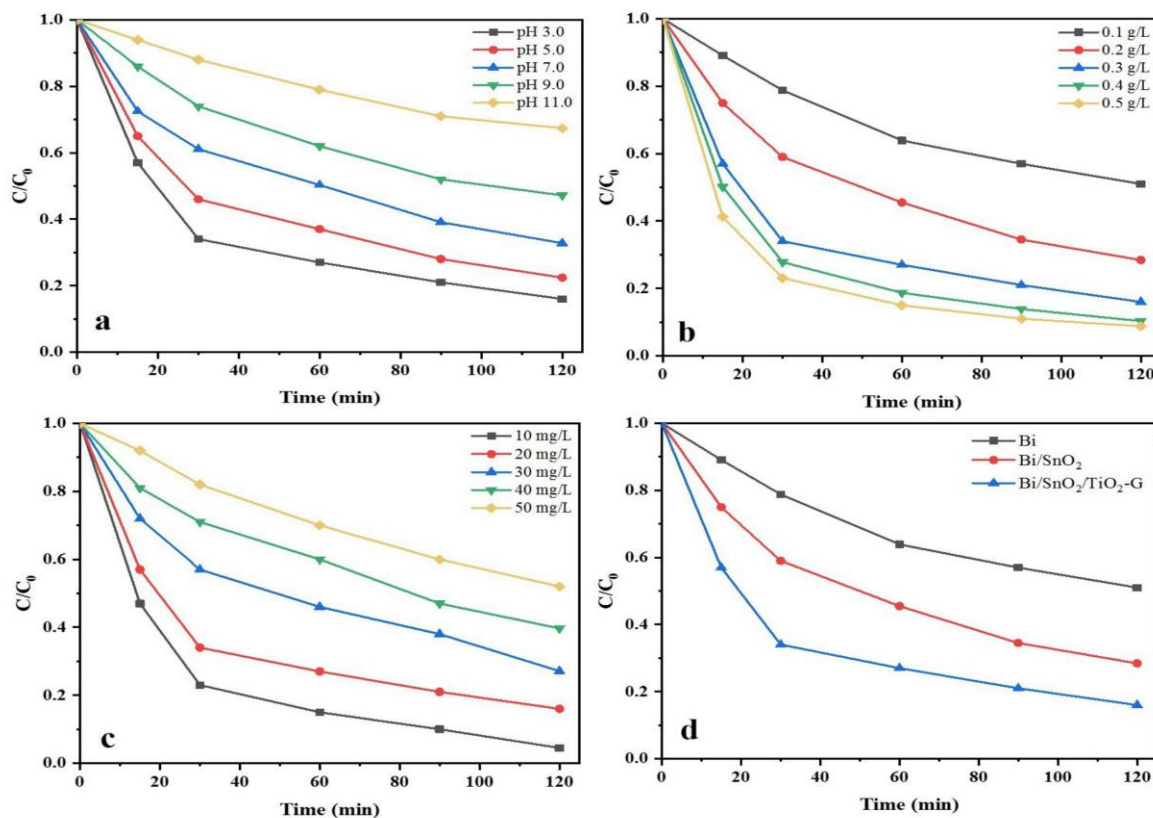 1.0
0.8
0.6
0.4
0.2
0.0
C/C₀
pH 3.0
pH 5.0
pH 7.0
pH 9.0
pH 11.0
a
0 20 40 60 80 100 120
Time (min)
1.0
0.8
0.6
0.4
0.2
0.0
C/C₀
0.1 g/L
0.2 g/L
0.3 g/L
0.4 g/L
0.5 g/L
b
0 20 40 60 80 100 120
Time (min)
1.0
0.8
0.6
0.4
0.2
0.0
C/C₀
10 mg/L
20 mg/L
30 mg/L
40 mg/L
50 mg/L
c
0 20 40 60 80 100 120
Time (min)
1.0
0.8
0.6
0.4
0.2
0.0
C/C₀
Bi
Bi/SnO₂
Bi/SnO₂/TiO₂-G
d
0 20 40 60 80 100 120
Time (min)